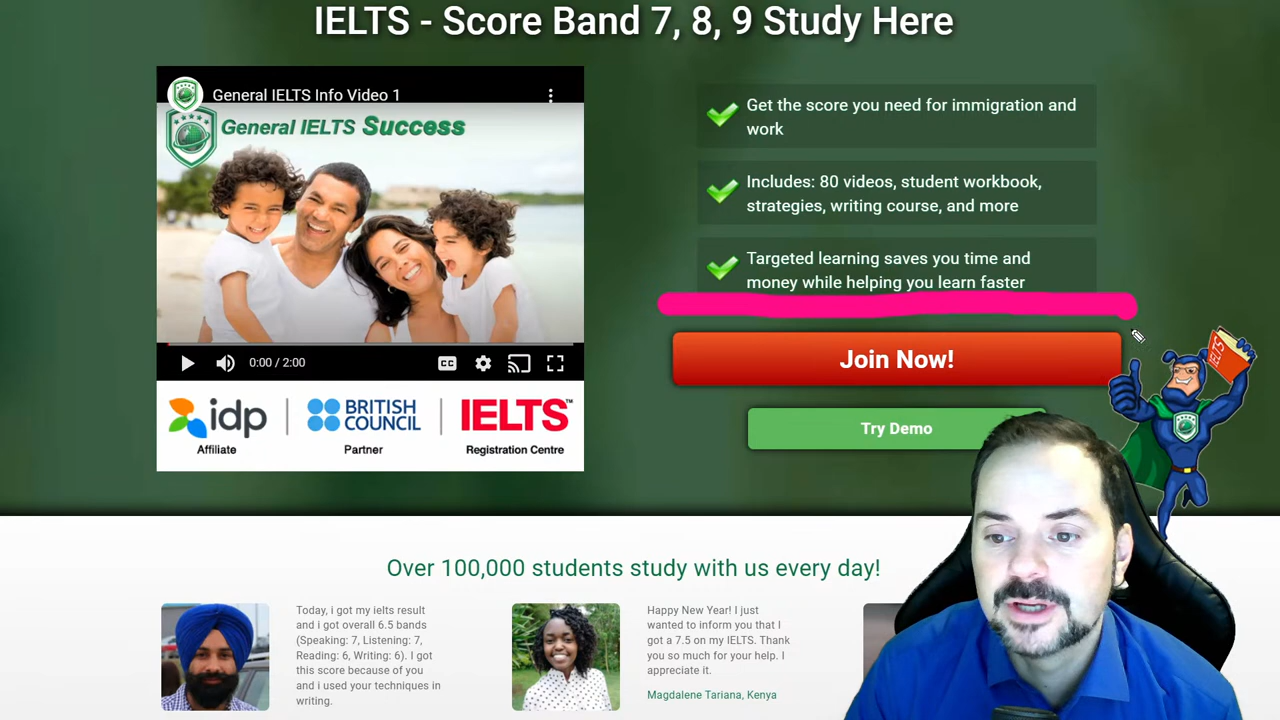 IELTS - Score Band 7, 8, 9 Study Here
General IELTS Info Video 1
General IELTS Success
0:00 / 2:00
CC
idp
Affiliate
BRITISH
COUNCIL
Partner
IELTS™
Registration Centre
Get the score you need for immigration and
work
Includes: 80 videos, student workbook,
strategies, writing course, and more
Targeted learning saves you time and
money while helping you learn faster
Join Now!
Try Demo
IELTS
Over 100,000 students study with us every day!
Today, i got my ielts result
and i got overall 6.5 bands
(Speaking: 7, Listening: 7,
Reading: 6, Writing: 6). I got
this score because of you
and i used your techniques in
writing.
Happy New Year! I just
wanted to inform you that I
got a 7.5 on my IELTS. Thank
you so much for your help. I
appreciate it.
Magdalene Tariana, Kenya